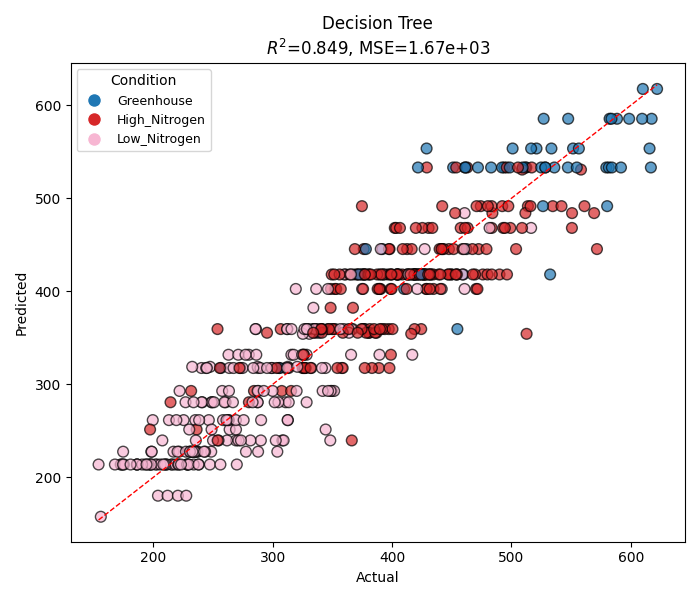 Decision Tree
R²=0.849, MSE=1.67e+03
Condition
Greenhouse
High_Nitrogen
Low_Nitrogen
Predicted
600
500
400
300
200
200 300 400 500 600
Actual